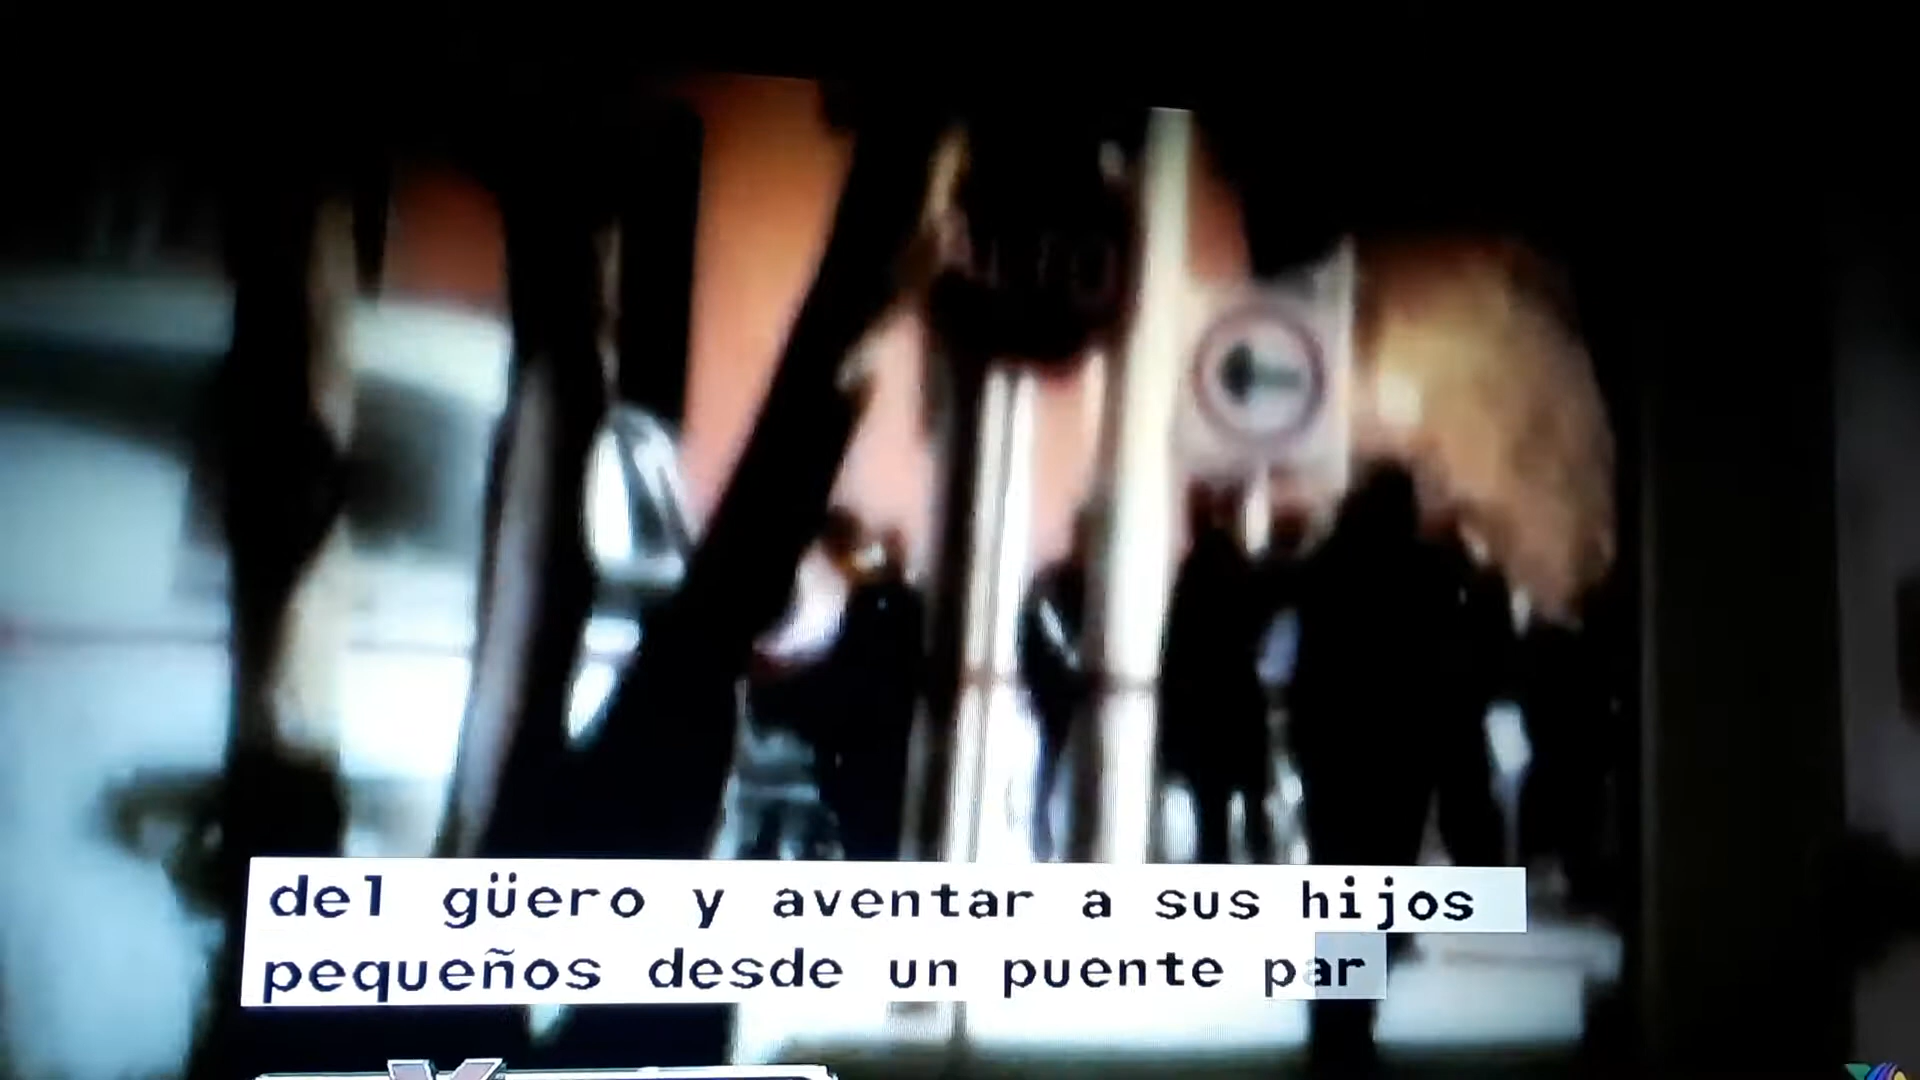 del güero y aventar a sus hijos
pequeños desde un puente par